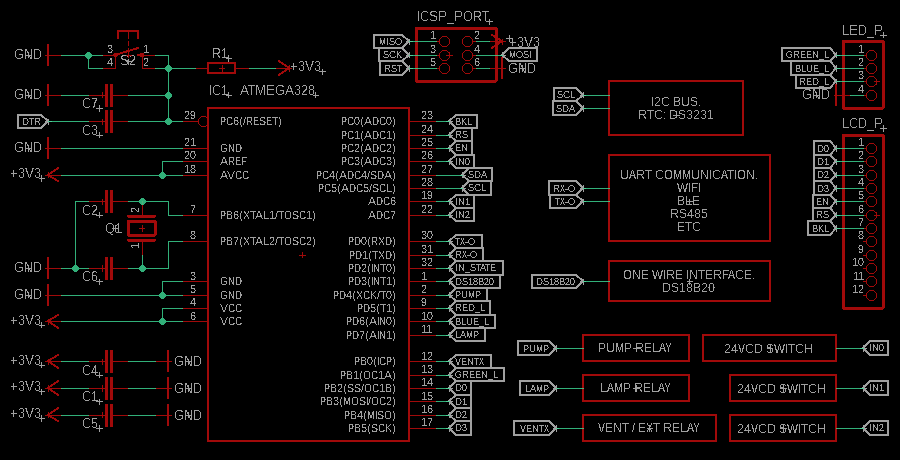 ICSP_PORT
MISO 1 2 +3V3
SCK 3 4 MOSI
RST 5 6 GND
LED_P
GREEN_L 1
BLUE_L 2
RED_L 3
GND 4
GND 3 1
4 2
S2
R1
+3V3
GND
C7
DTR
C3
IC1 ATMEGA328
29 PC6(/RESET)
GND 21 GND
20 AREF
+3V3 18 AVCC
C2
2
Q1
1
7 PB6(XTAL1/TOSC1)
8 PB7(XTAL2/TOSC2)
GND
C6
3 GND
GND 5 GND
4 VCC
+3V3 6 VCC
+3V3 GND
C4
+3V3 GND
C1
+3V3 GND
C5
PC0(ADC0) 23 BKL
PC1(ADC1) 24 RS
PC2(ADC2) 25 EN
PC3(ADC3) 26 IN0
PC4(ADC4/SDA) 27 SDA
PC5(ADC5/SCL) 28 SCL
ADC6 19 IN1
ADC7 22 IN2
PD0(RXD) 30 TX-O
PD1(TXD) 31 RX-O
PD2(INT0) 32 IN_STATE
PD3(INT1) 1 DS18B20
PD4(XCK/T0) 2 PUMP
PD5(T1) 9 RED_L
PD6(AIN0) 10 BLUE_L
PD7(AIN1) 11 LAMP
PB0(ICP) 12 VENTX
PB1(OC1A) 13 GREEN_L
PB2(SS/OC1B) 14 D0
PB3(MOSI/OC2) 15 D1
PB4(MISO) 16 D2
PB5(SCK) 17 D3
SCL
SDA
I2C BUS.
RTC: DS3231
RX-O
TX-O
UART COMMUNICATION.
WIFI
BLE
RS485
ETC
DS18B20
ONE WIRE INTERFACE.
DS18B20
LCD_P
D0 1
D1 2
D2 3
D3 4
EN 5
RS 6
BKL 7
8
9
10
11
12
PUMP PUMP RELAY 24VCD SWITCH IN0
LAMP LAMP RELAY 24VCD SWITCH IN1
VENTX VENT / EXT RELAY 24VCD SWITCH IN2